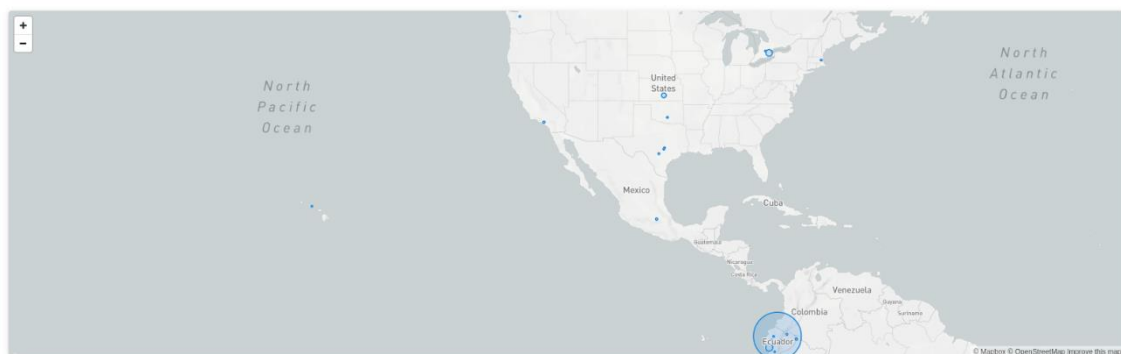 +
−
North
Pacific
Ocean
North
Atlantic
Ocean
United
States
Mexico
Cuba
Guatemala
Nicaragua
Costa Rica
Venezuela
Guyana
Suriname
Colombia
Ecuador
© Mapbox © OpenStreetMap Improve this map